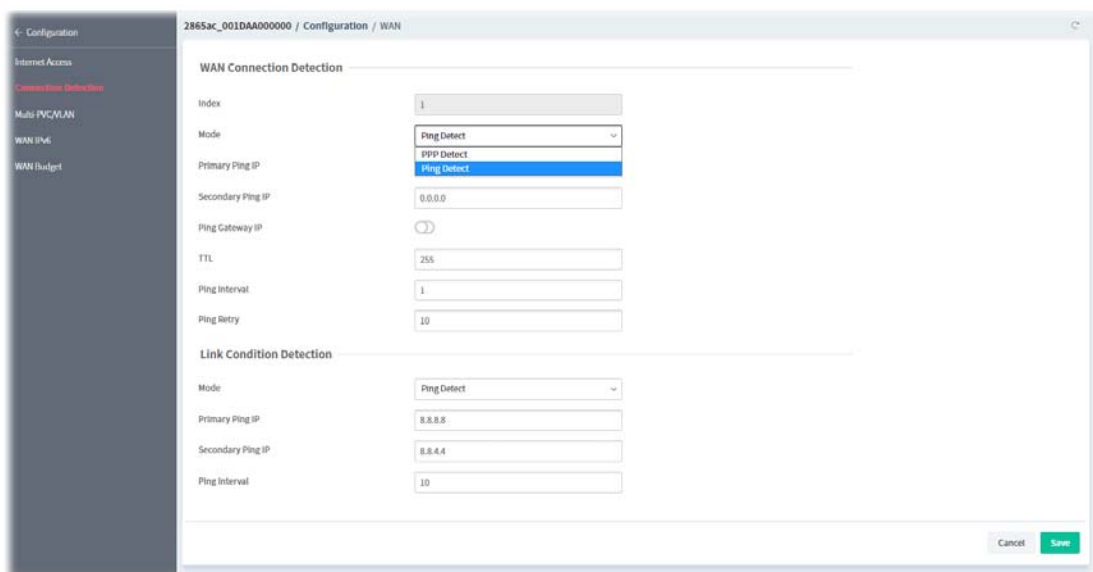 ← Configuration
Internet Access
Connection Detection
Multi-PVC/VLAN
WAN IPv6
WAN Budget
2865ac_001DAA000000 / Configuration / WAN
WAN Connection Detection
Index 1
Mode Ping Detect
PPP Detect
Primary Ping IP Ping Detect
Secondary Ping IP 0.0.0.0
Ping Gateway IP
TTL 255
Ping Interval 1
Ping Retry 10
Link Condition Detection
Mode Ping Detect
Primary Ping IP 8.8.8.8
Secondary Ping IP 8.8.4.4
Ping Interval 10
Cancel Save